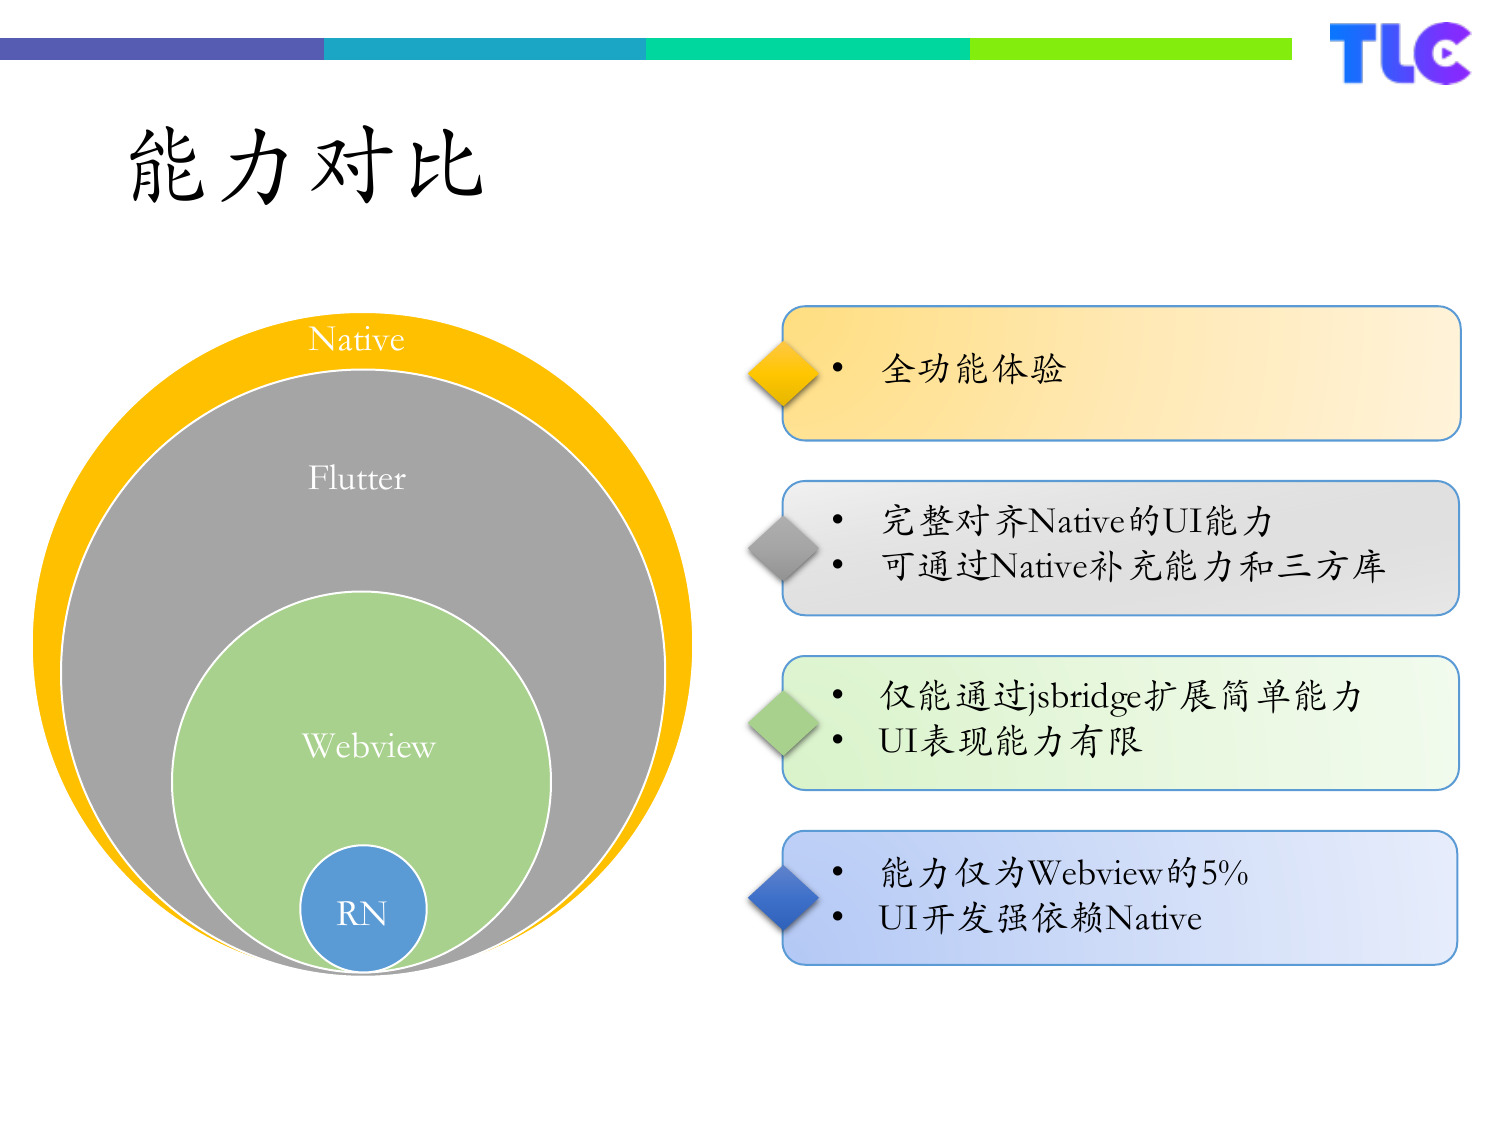 TLC
能力对比
Native
Flutter
Webview
RN
• 全功能体验
• 完整对齐Native的UI能力
• 可通过Native补充能力和三方库
• 仅能通过jsbridge扩展简单能力
• UI表现能力有限
• 能力仅为Webview的5%
• UI开发强依赖Native